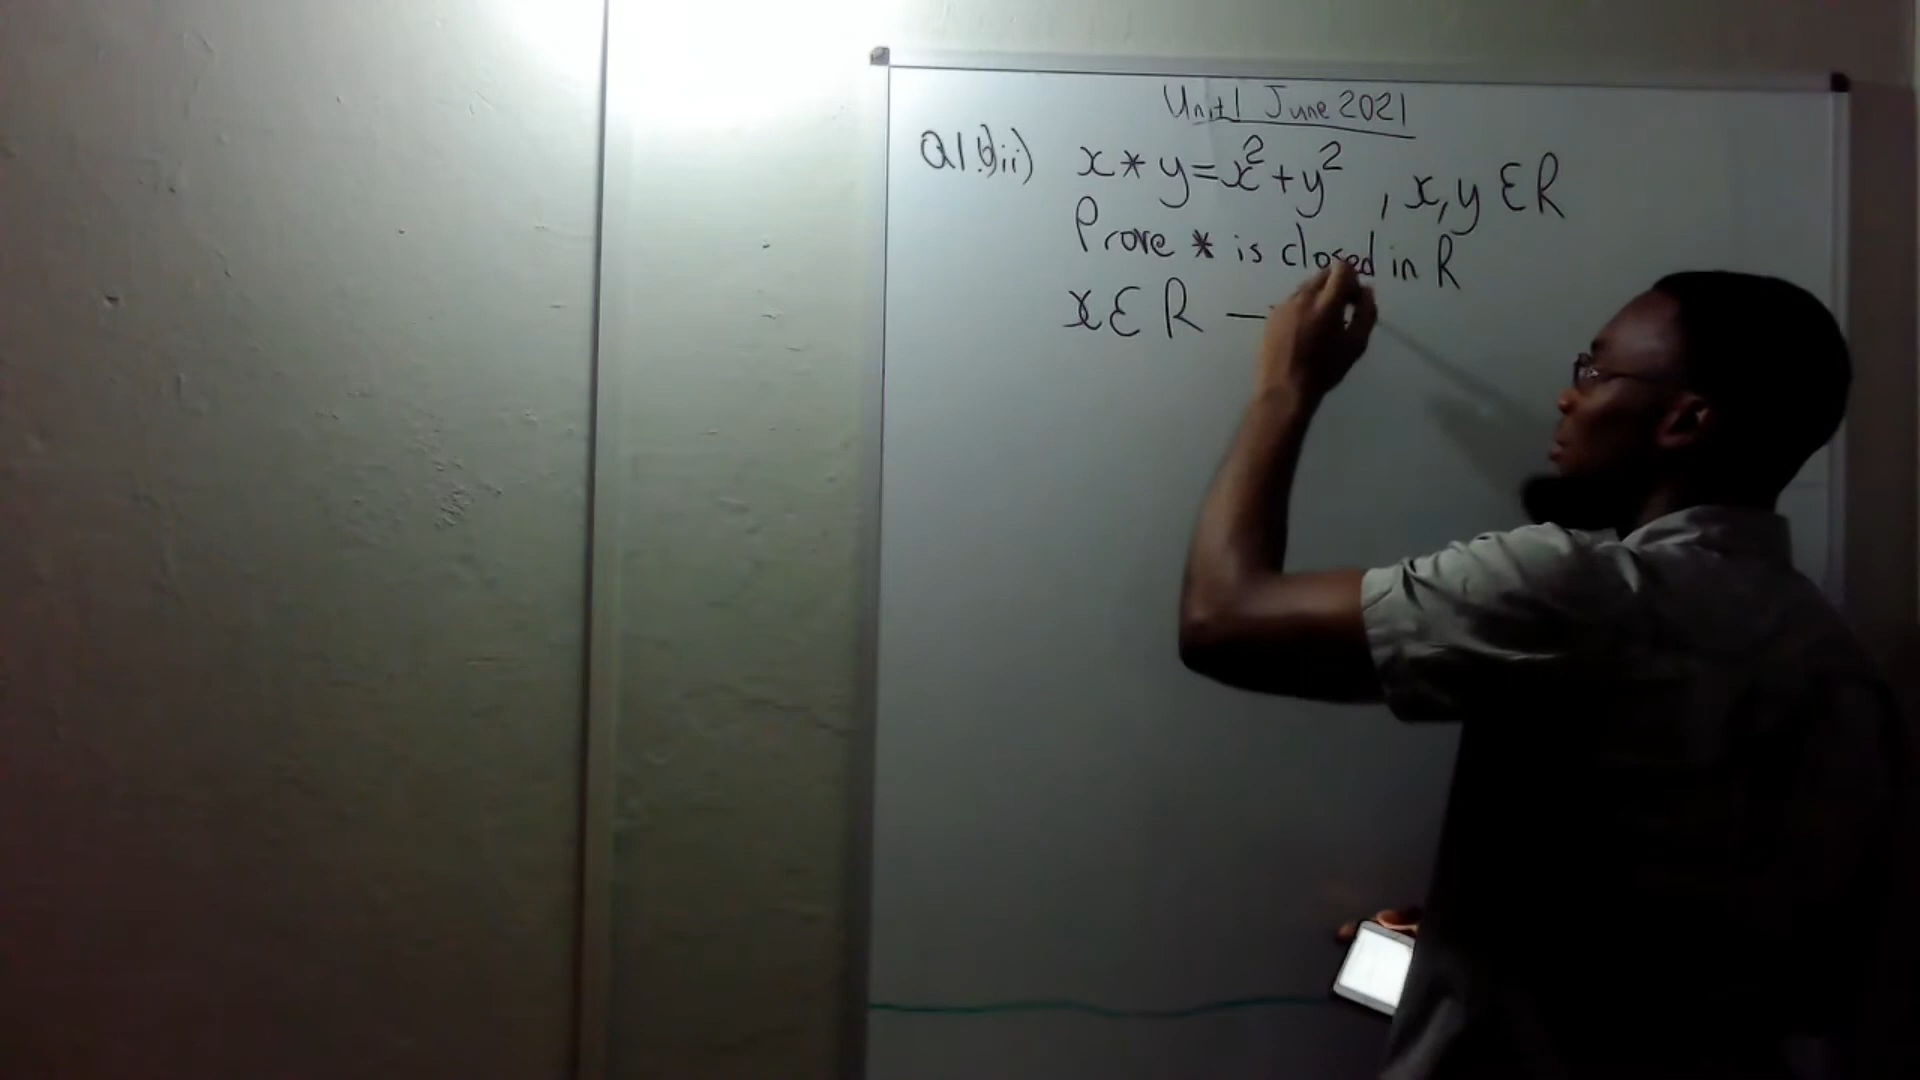 Unit 1 June 2021
Q1 b) ii) x * y = x² + y² , x, y ∈ R
Prove * is closed in R
x ∈ R –